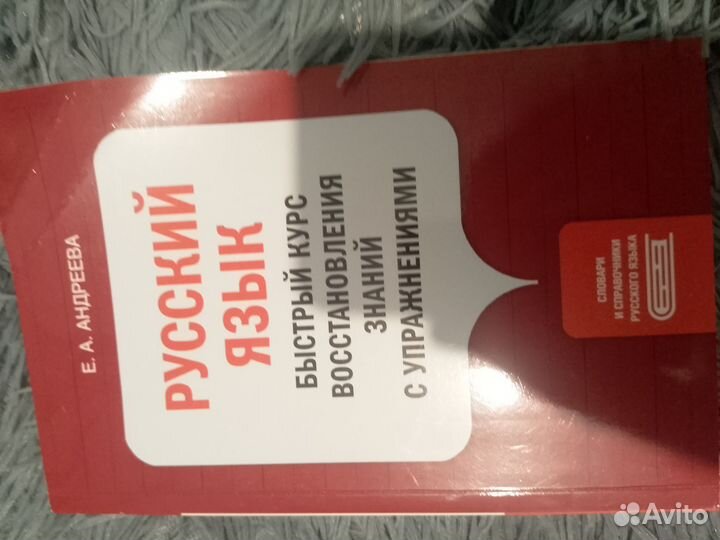 Е. А. АНДРЕЕВА
РУССКИЙ
ЯЗЫК
БЫСТРЫЙ КУРС
ВОССТАНОВЛЕНИЯ
ЗНАНИЙ
С УПРАЖНЕНИЯМИ
СЛОВАРИ
И СПРАВОЧНИКИ
РУССКОГО ЯЗЫКА
Avito